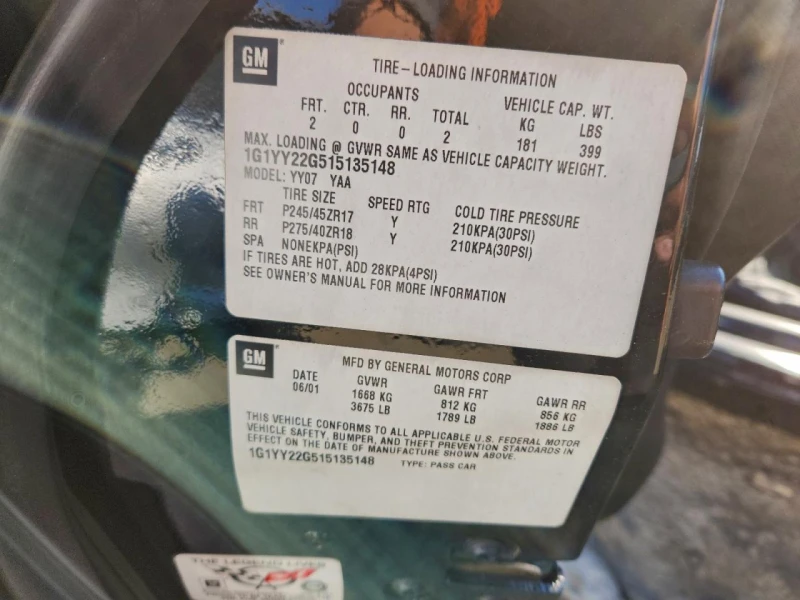 GM
TIRE-LOADING INFORMATION
OCCUPANTS VEHICLE CAP. WT.
FRT. CTR. RR. TOTAL KG LBS
2 0 0 2 181 399
MAX. LOADING @ GVWR SAME AS VEHICLE CAPACITY WEIGHT.
1G1YY22G515135148
MODEL: YY07 YAA
TIRE SIZE SPEED RTG COLD TIRE PRESSURE
FRT P245/45ZR17 Y 210KPA(30PSI)
RR P275/40ZR18 Y 210KPA(30PSI)
SPA NONEKPA(PSI)
IF TIRES ARE HOT, ADD 28KPA(4PSI)
SEE OWNER'S MANUAL FOR MORE INFORMATION
GM
MFD BY GENERAL MOTORS CORP
DATE GVWR GAWR FRT GAWR RR
06/01 1668 KG 812 KG 856 KG
3675 LB 1789 LB 1886 LB
THIS VEHICLE CONFORMS TO ALL APPLICABLE U.S. FEDERAL MOTOR
VEHICLE SAFETY, BUMPER, AND THEFT PREVENTION STANDARDS IN
EFFECT ON THE DATE OF MANUFACTURE SHOWN ABOVE.
1G1YY22G515135148 TYPE: PASS CAR
THE LEGEND LIVES